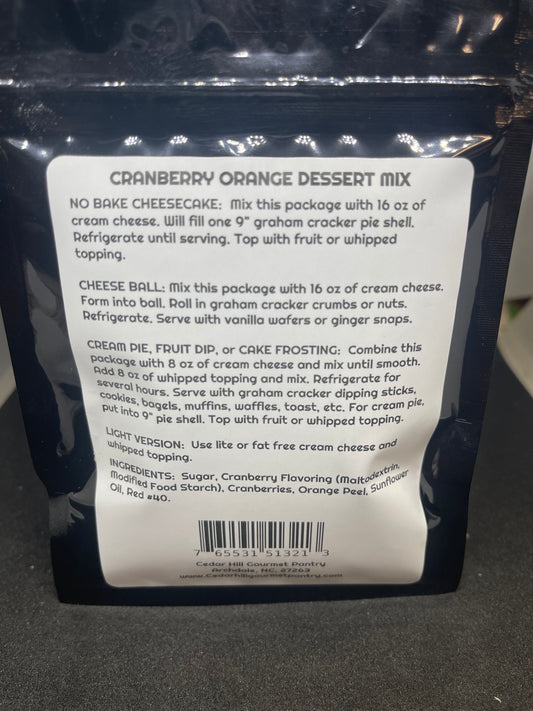 CRANBERRY ORANGE DESSERT MIX
NO BAKE CHEESECAKE: Mix this package with 16 oz of
cream cheese. Will fill one 9" graham cracker pie shell.
Refrigerate until serving. Top with fruit or whipped
topping.
CHEESE BALL: Mix this package with 16 oz of cream cheese.
Form into ball. Roll in graham cracker crumbs or nuts.
Refrigerate. Serve with vanilla wafers or ginger snaps.
CREAM PIE, FRUIT DIP, or CAKE FROSTING: Combine this
package with 8 oz of cream cheese and mix until smooth.
Add 8 oz of whipped topping and mix. Refrigerate for
several hours. Serve with graham cracker dipping sticks,
cookies, bagels, muffins, waffles, toast, etc. For cream pie,
put into 9" pie shell. Top with fruit or whipped topping.
LIGHT VERSION: Use lite or fat free cream cheese and
whipped topping.
INGREDIENTS: Sugar, Cranberry Flavoring (Maltodextrin,
Modified Food Starch), Cranberries, Orange Peel, Sunflower
Oil, Red #40.
7 65531 51321 3
Cedar Hill Gourmet Pantry
Archdale, NC, 27263
www.Cedarhillgourmetpantry.com